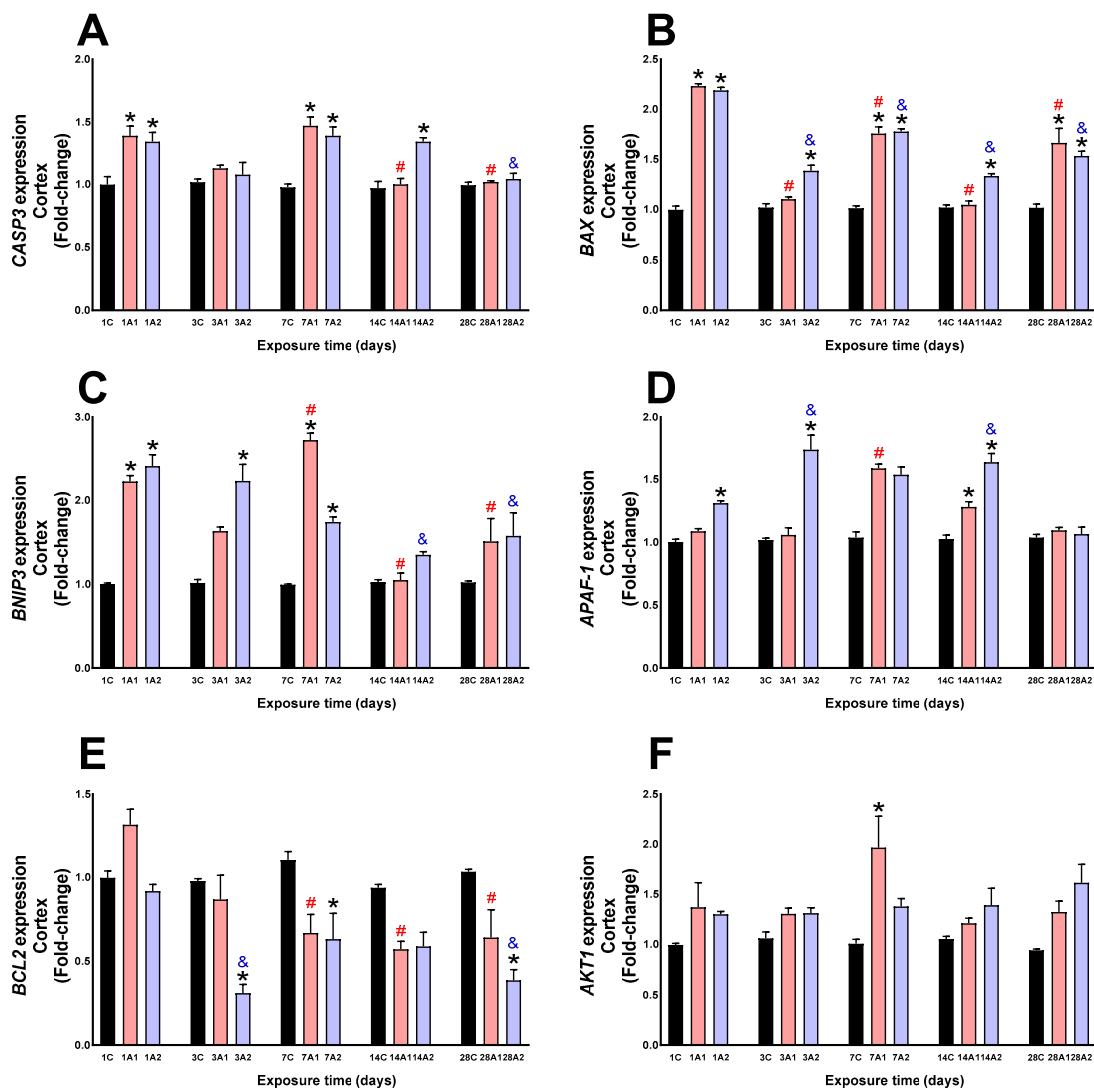 A
CASP3 expression
Cortex
(Fold-change)
2.0
1.5
1.0
0.5
0.0
* * * * * # # &
1C 1A1 1A2 3C 3A1 3A2 7C 7A1 7A2 14C 14A1 14A2 28C 28A1 28A2
Exposure time (days)
B
BAX expression
Cortex
(Fold-change)
2.5
2.0
1.5
1.0
0.5
0.0
* * # & * # * & * # & * # * & *
1C 1A1 1A2 3C 3A1 3A2 7C 7A1 7A2 14C 14A1 14A2 28C 28A1 28A2
Exposure time (days)
C
BNIP3 expression
Cortex
(Fold-change)
3.0
2.0
1.0
0.0
* * * # * * # & # &
1C 1A1 1A2 3C 3A1 3A2 7C 7A1 7A2 14C 14A1 14A2 28C 28A1 28A2
Exposure time (days)
D
APAF-1 expression
Cortex
(Fold-change)
2.0
1.5
1.0
0.5
0.0
* & * # * & *
1C 1A1 1A2 3C 3A1 3A2 7C 7A1 7A2 14C 14A1 14A2 28C 28A1 28A2
Exposure time (days)
E
BCL2 expression
Cortex
(Fold-change)
1.5
1.0
0.5
0.0
& * # * # # & *
1C 1A1 1A2 3C 3A1 3A2 7C 7A1 7A2 14C 14A1 14A2 28C 28A1 28A2
Exposure time (days)
F
AKT1 expression
Cortex
(Fold-change)
2.5
2.0
1.5
1.0
0.5
0.0
*
1C 1A1 1A2 3C 3A1 3A2 7C 7A1 7A2 14C 14A1 14A2 28C 28A1 28A2
Exposure time (days)